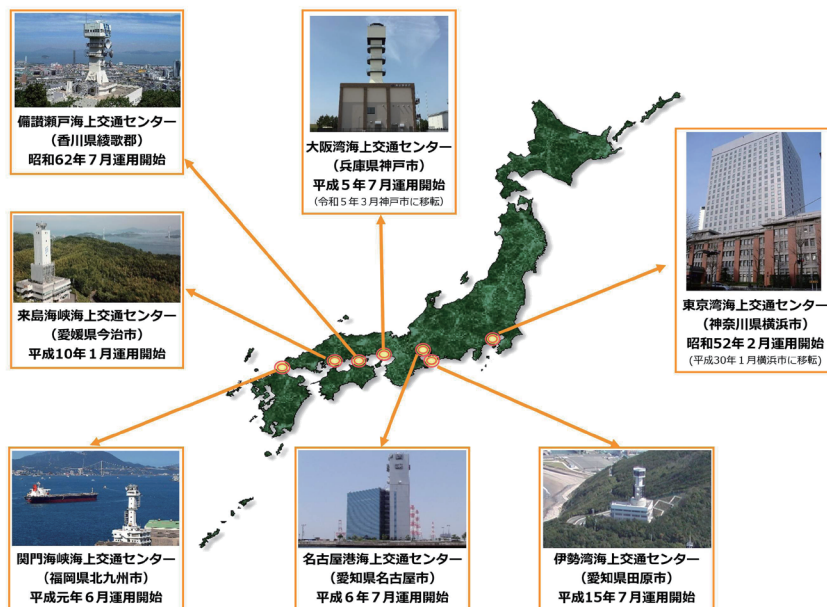 備讃瀬戸海上交通センター
（香川県綾歌郡）
昭和62年７月運用開始
大阪湾海上交通センター
（兵庫県神戸市）
平成５年７月運用開始
（令和５年３月神戸市に移転）
東京湾海上交通センター
（神奈川県横浜市）
昭和52年２月運用開始
（平成30年１月横浜市に移転）
来島海峡海上交通センター
（愛媛県今治市）
平成10年１月運用開始
関門海峡海上交通センター
（福岡県北九州市）
平成元年６月運用開始
名古屋港海上交通センター
（愛知県名古屋市）
平成６年７月運用開始
伊勢湾海上交通センター
（愛知県田原市）
平成15年７月運用開始